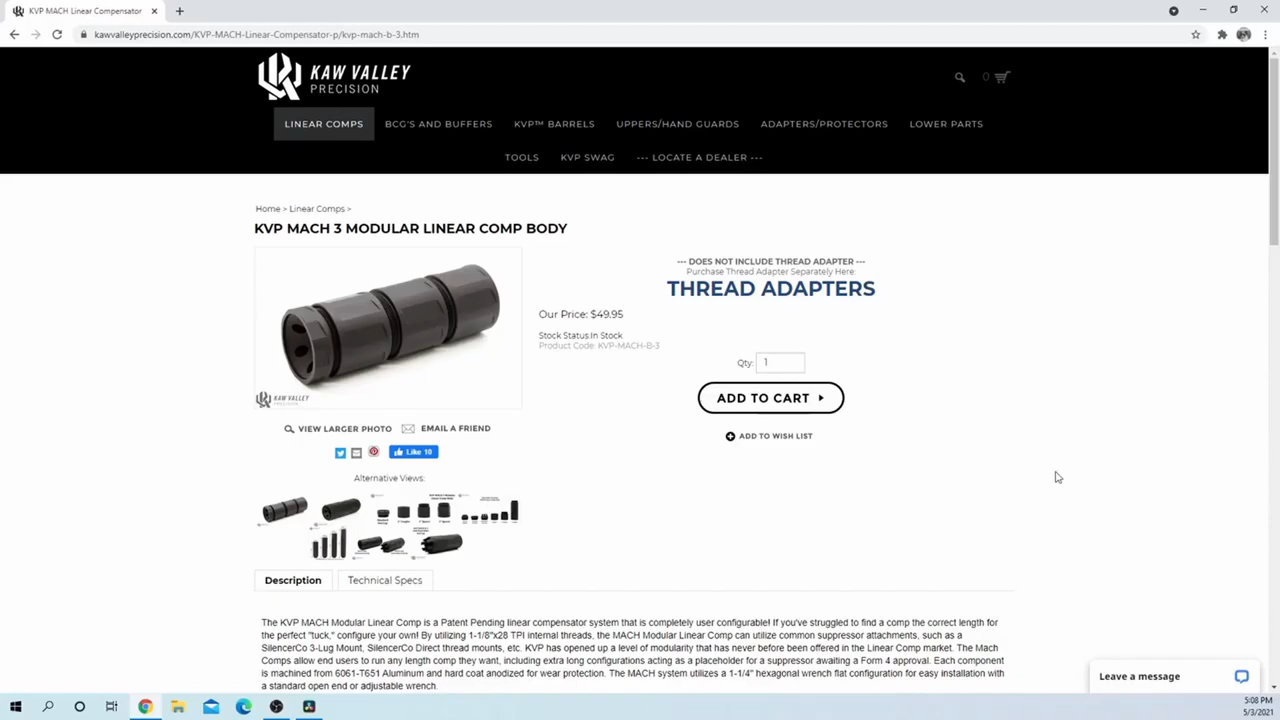 KVP MACH Linear Compensator
kawvalleyprecision.com/KVP-MACH-Linear-Compensator-p/kvp-mach-b-3.htm
KAW VALLEY
PRECISION
0
LINEAR COMPS
BCG'S AND BUFFERS
KVP™ BARRELS
UPPERS/HAND GUARDS
ADAPTERS/PROTECTORS
LOWER PARTS
TOOLS
KVP SWAG
--- LOCATE A DEALER ---
Home > Linear Comps >
KVP MACH 3 MODULAR LINEAR COMP BODY
KAW VALLEY
PRECISION
--- DOES NOT INCLUDE THREAD ADAPTER ---
Purchase Thread Adapter Separately Here:
THREAD ADAPTERS
Our Price: $49.95
Stock Status:In Stock
Product Code: KVP-MACH-B-3
Qty: 1
ADD TO CART
ADD TO WISH LIST
VIEW LARGER PHOTO
EMAIL A FRIEND
Like 10
Alternative Views:
Description
Technical Specs
The KVP MACH Modular Linear Comp is a Patent Pending linear compensator system that is completely user configurable! If you've struggled to find a comp the correct length for
the perfect "tuck," configure your own! By utilizing 1-1/8"x28 TPI internal threads, the MACH Modular Linear Comp can utilize common suppressor attachments, such as a
SilencerCo 3-Lug Mount, SilencerCo Direct thread mounts, etc. KVP has opened up a level of modularity that has never before been offered in the Linear Comp market. The Mach
Comps allow end users to run any length comp they want, including extra long configurations acting as a placeholder for a suppressor awaiting a Form 4 approval. Each component
is machined from 6061-T651 Aluminum and hard coat anodized for wear protection. The MACH system utilizes a 1-1/4" hexagonal wrench flat configuration for easy installation with
a standard open end or adjustable wrench.
Leave a message
5:08 PM
5/3/2021